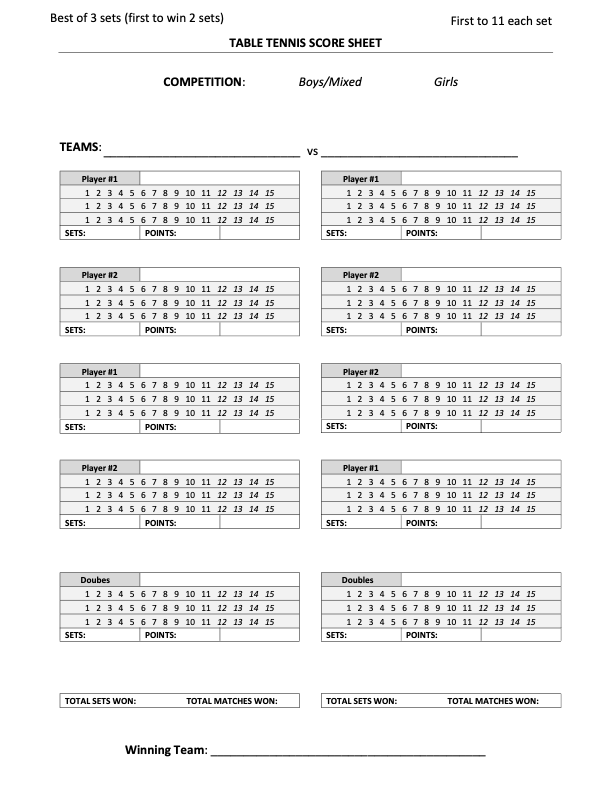 Best of 3 sets (first to win 2 sets) First to 11 each set
TABLE TENNIS SCORE SHEET
COMPETITION: Boys/Mixed Girls
TEAMS: ______________________________ vs ______________________________
Player #1 Player #1
1 2 3 4 5 6 7 8 9 10 11 12 13 14 15 1 2 3 4 5 6 7 8 9 10 11 12 13 14 15
1 2 3 4 5 6 7 8 9 10 11 12 13 14 15 1 2 3 4 5 6 7 8 9 10 11 12 13 14 15
1 2 3 4 5 6 7 8 9 10 11 12 13 14 15 1 2 3 4 5 6 7 8 9 10 11 12 13 14 15
SETS: POINTS: SETS: POINTS:
Player #2 Player #2
1 2 3 4 5 6 7 8 9 10 11 12 13 14 15 1 2 3 4 5 6 7 8 9 10 11 12 13 14 15
1 2 3 4 5 6 7 8 9 10 11 12 13 14 15 1 2 3 4 5 6 7 8 9 10 11 12 13 14 15
1 2 3 4 5 6 7 8 9 10 11 12 13 14 15 1 2 3 4 5 6 7 8 9 10 11 12 13 14 15
SETS: POINTS: SETS: POINTS:
Player #1 Player #2
1 2 3 4 5 6 7 8 9 10 11 12 13 14 15 1 2 3 4 5 6 7 8 9 10 11 12 13 14 15
1 2 3 4 5 6 7 8 9 10 11 12 13 14 15 1 2 3 4 5 6 7 8 9 10 11 12 13 14 15
1 2 3 4 5 6 7 8 9 10 11 12 13 14 15 1 2 3 4 5 6 7 8 9 10 11 12 13 14 15
SETS: POINTS: SETS: POINTS:
Player #2 Player #1
1 2 3 4 5 6 7 8 9 10 11 12 13 14 15 1 2 3 4 5 6 7 8 9 10 11 12 13 14 15
1 2 3 4 5 6 7 8 9 10 11 12 13 14 15 1 2 3 4 5 6 7 8 9 10 11 12 13 14 15
1 2 3 4 5 6 7 8 9 10 11 12 13 14 15 1 2 3 4 5 6 7 8 9 10 11 12 13 14 15
SETS: POINTS: SETS: POINTS:
Doubes Doubles
1 2 3 4 5 6 7 8 9 10 11 12 13 14 15 1 2 3 4 5 6 7 8 9 10 11 12 13 14 15
1 2 3 4 5 6 7 8 9 10 11 12 13 14 15 1 2 3 4 5 6 7 8 9 10 11 12 13 14 15
1 2 3 4 5 6 7 8 9 10 11 12 13 14 15 1 2 3 4 5 6 7 8 9 10 11 12 13 14 15
SETS: POINTS: SETS: POINTS:
TOTAL SETS WON: TOTAL MATCHES WON: TOTAL SETS WON: TOTAL MATCHES WON:
Winning Team: ______________________________